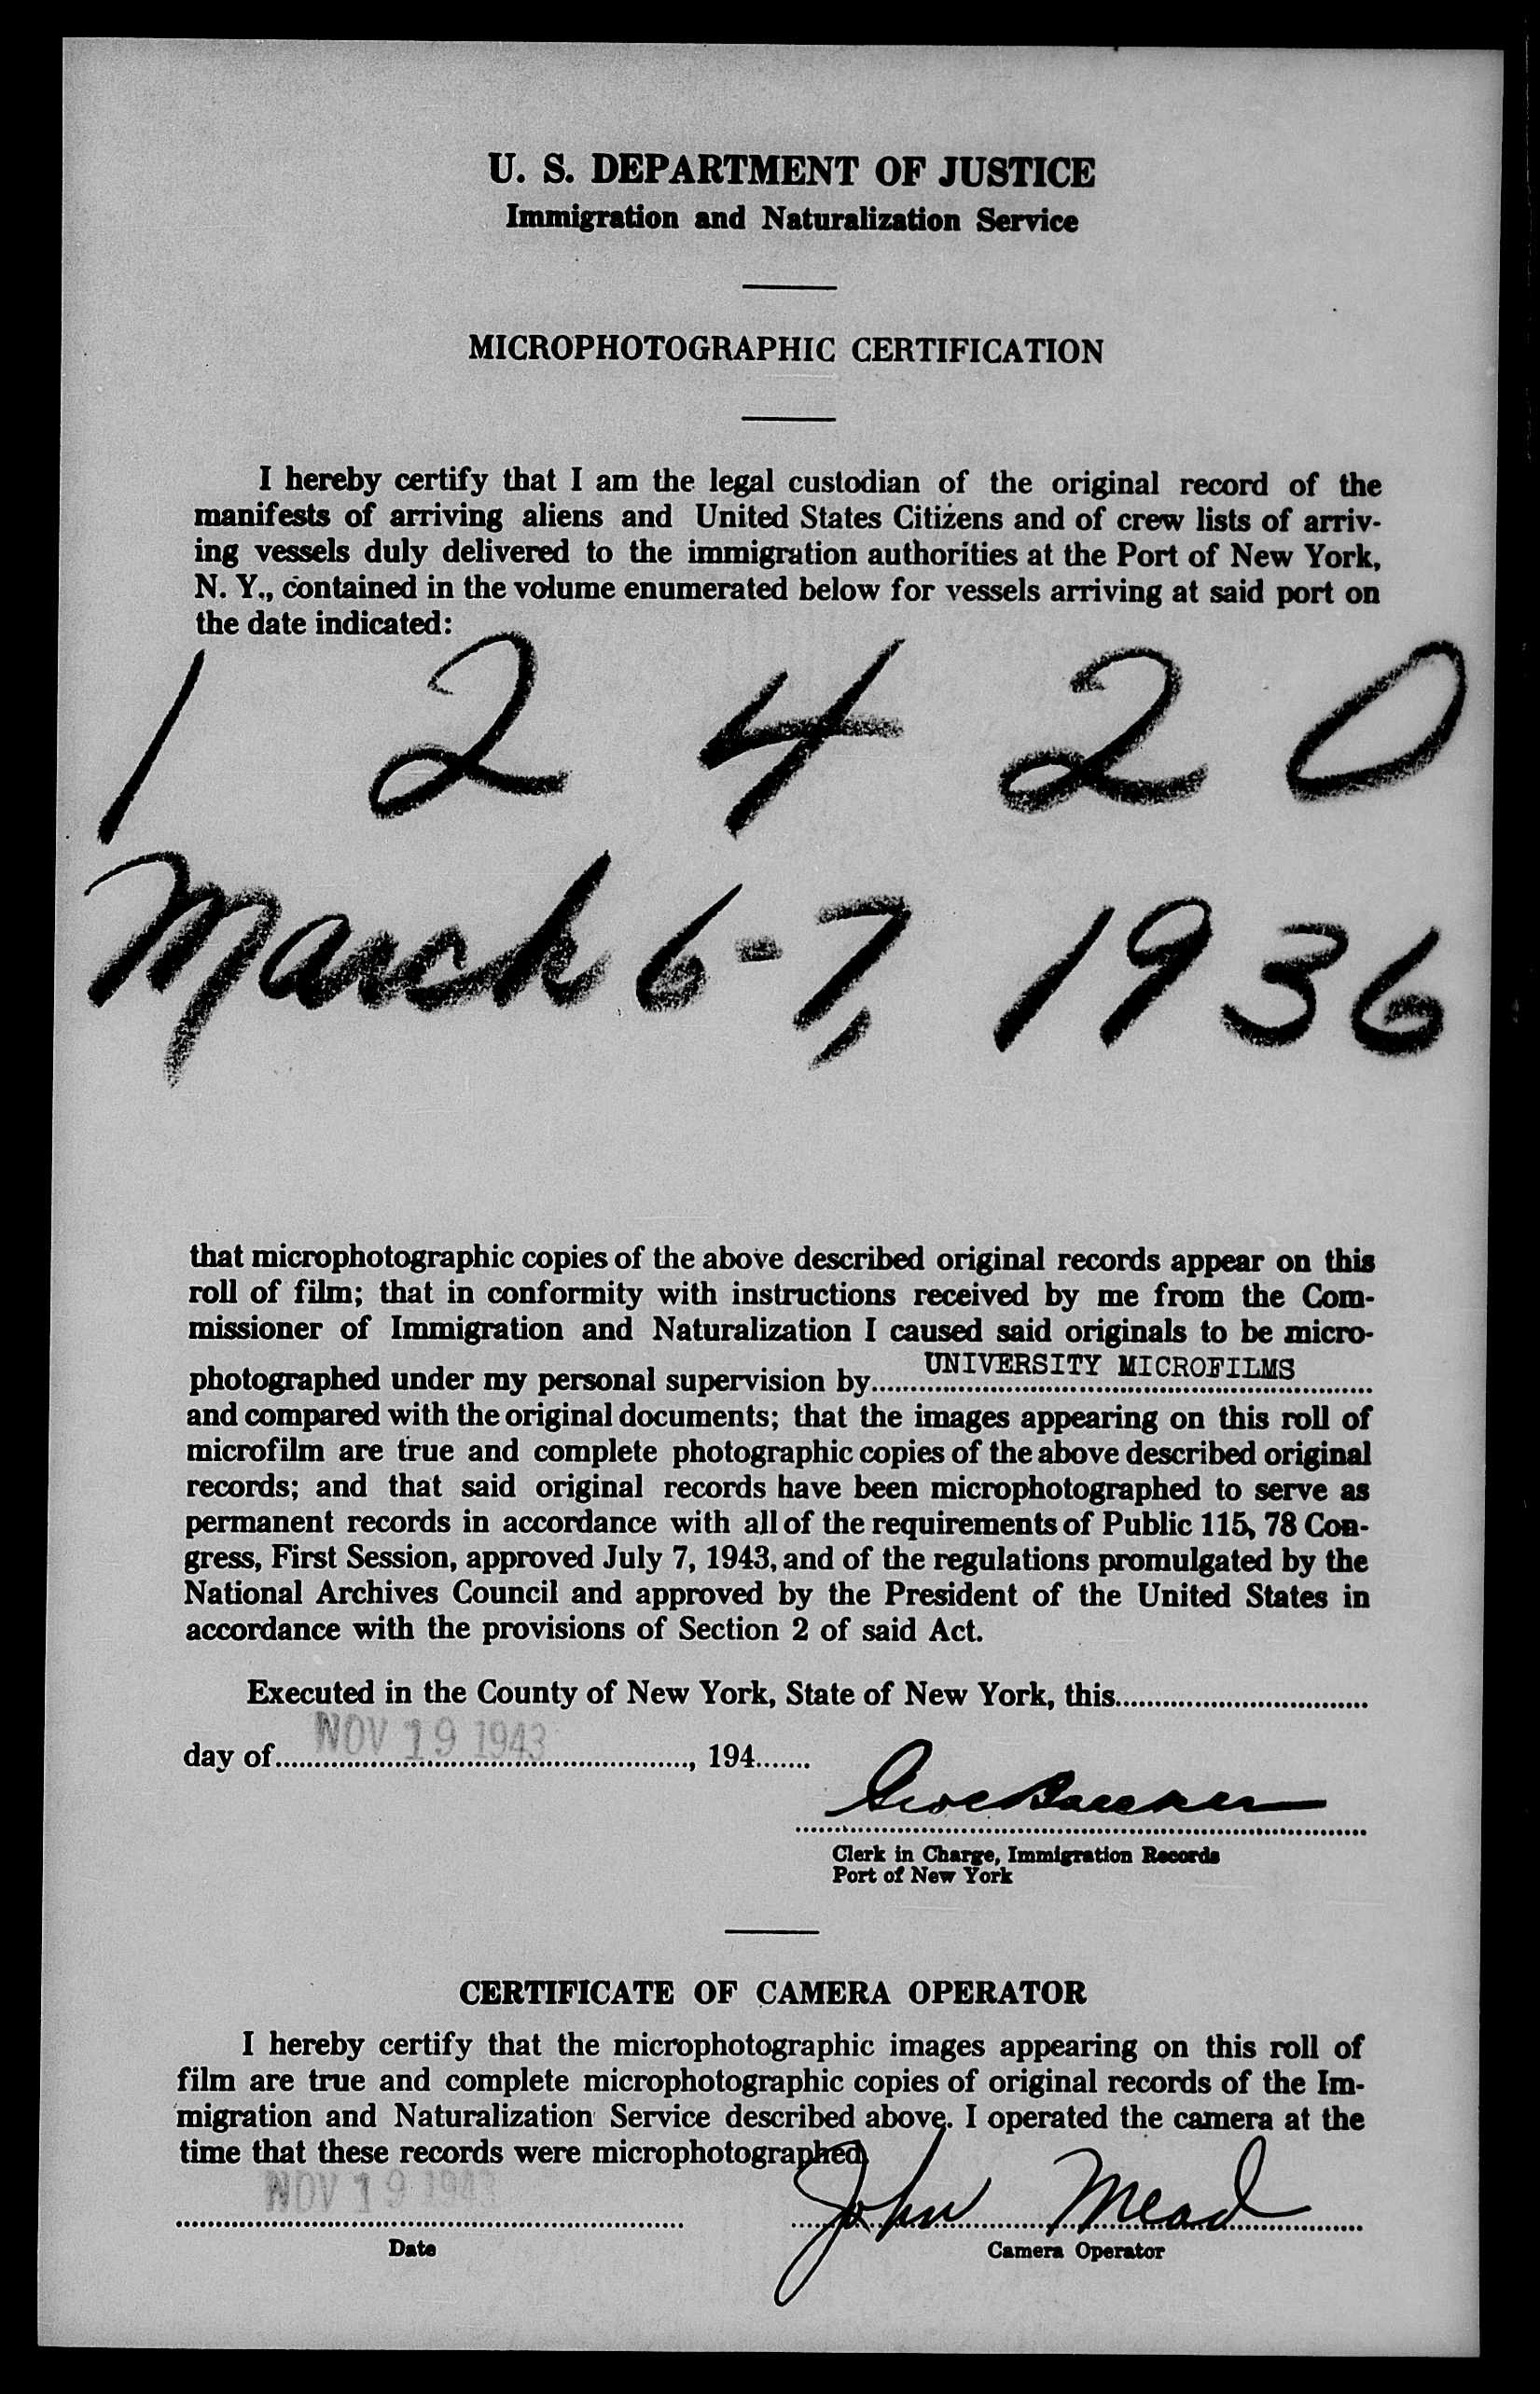 U. S. DEPARTMENT OF JUSTICE
Immigration and Naturalization Service
MICROPHOTOGRAPHIC CERTIFICATION
I hereby certify that I am the legal custodian of the original record of the
manifests of arriving aliens and United States Citizens and of crew lists of arriv-
ing vessels duly delivered to the immigration authorities at the Port of New York,
N. Y., contained in the volume enumerated below for vessels arriving at said port on
the date indicated:
1 2 4 2 0
March 6-7, 1936
that microphotographic copies of the above described original records appear on this
roll of film; that in conformity with instructions received by me from the Com-
missioner of Immigration and Naturalization I caused said originals to be micro-
photographed under my personal supervision by UNIVERSITY MICROFILMS
and compared with the original documents; that the images appearing on this roll of
microfilm are true and complete photographic copies of the above described original
records; and that said original records have been microphotographed to serve as
permanent records in accordance with all of the requirements of Public 115, 78 Con-
gress, First Session, approved July 7, 1943, and of the regulations promulgated by the
National Archives Council and approved by the President of the United States in
accordance with the provisions of Section 2 of said Act.
Executed in the County of New York, State of New York, this
day of NOV 19 1943, 194
Clerk in Charge, Immigration Records
Port of New York
CERTIFICATE OF CAMERA OPERATOR
I hereby certify that the microphotographic images appearing on this roll of
film are true and complete microphotographic copies of original records of the Im-
migration and Naturalization Service described above. I operated the camera at the
time that these records were microphotographed.
NOV 19 1943 John Mead
Date Camera Operator